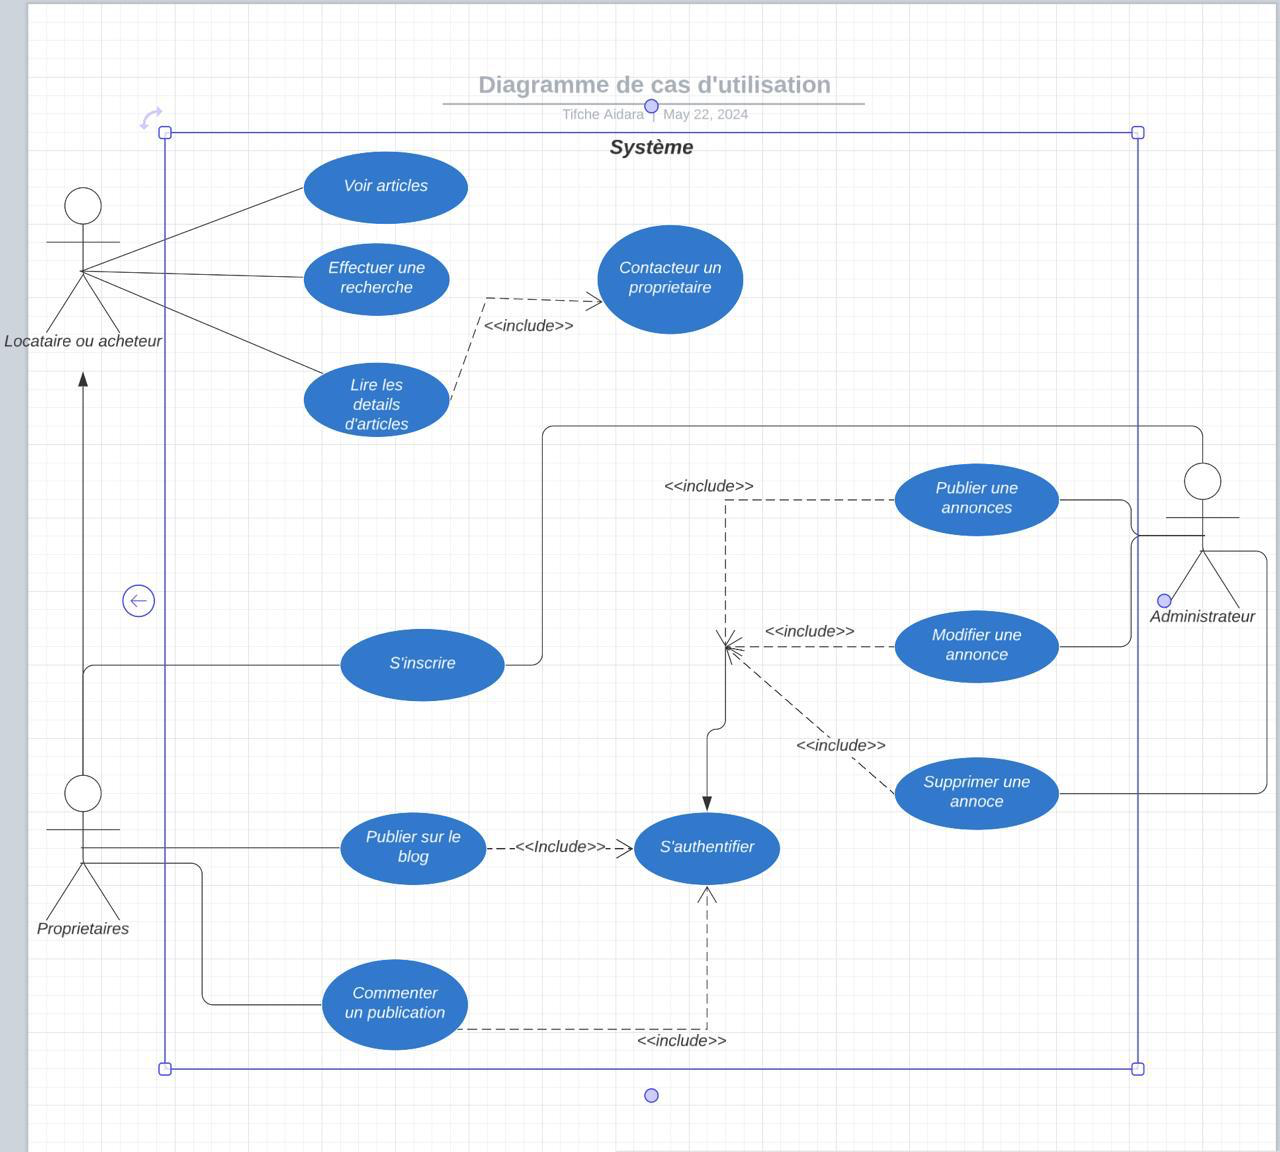 Diagramme de cas d'utilisation
Tifche Aidara | May 22, 2024
Système
Voir articles
Effectuer une
recherche
Contacteur un
proprietaire
<<include>>
Locataire ou acheteur
Lire les
details
d'articles
<<include>>
Publier une
annonces
Administrateur
<<include>>
Modifier une
annonce
S'inscrire
<<include>>
Supprimer une
annoce
Publier sur le
blog
<<Include>>
S'authentifier
Proprietaires
Commenter
un publication
<<include>>